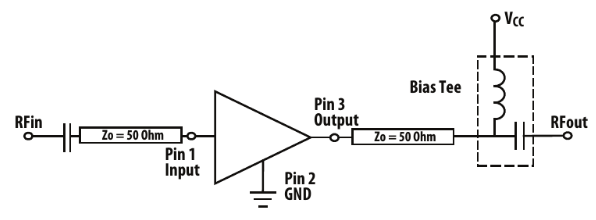 VCC
Bias Tee
RFin
Zo = 50 Ohm
Pin 1
Input
Pin 3
Output
Zo = 50 Ohm
RFout
Pin 2
GND